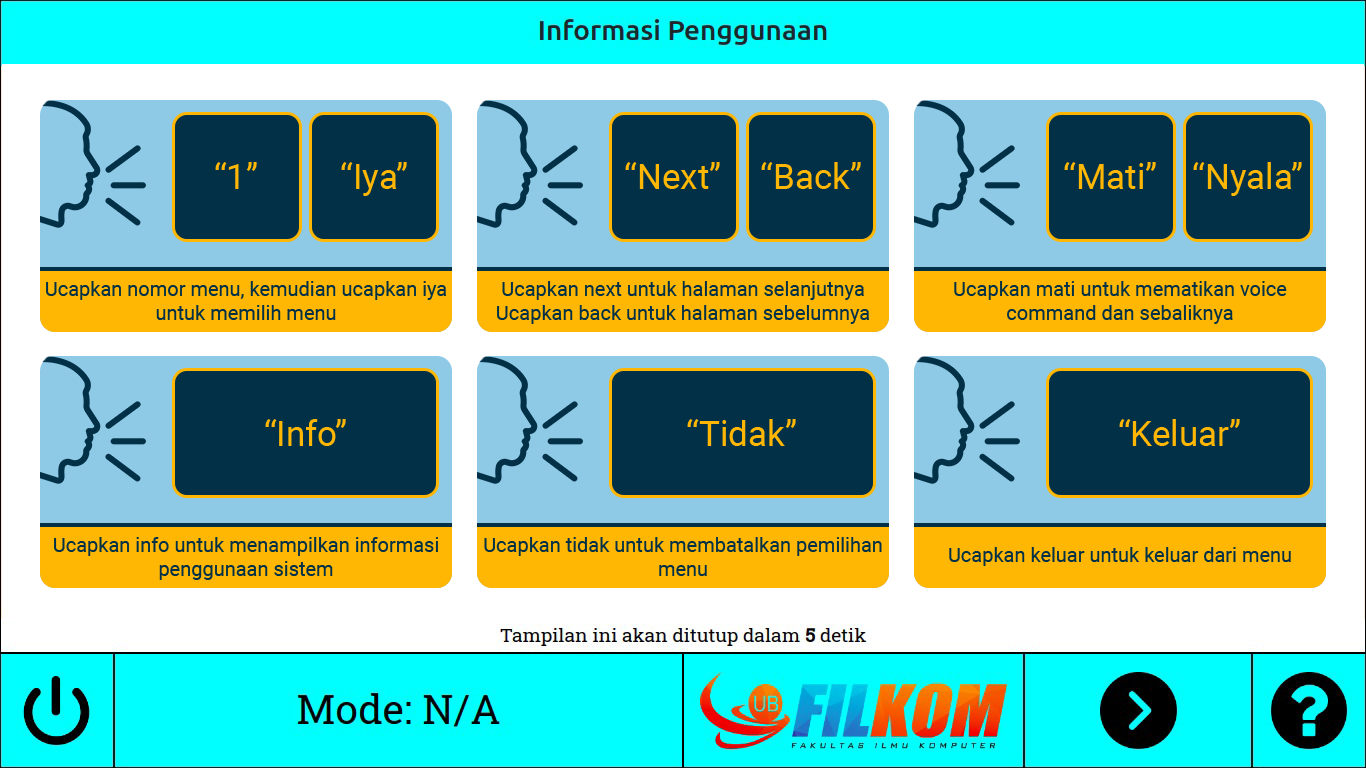 Informasi Penggunaan
“1”
“Iya”
Ucapkan nomor menu, kemudian ucapkan iya
untuk memilih menu
“Next”
“Back”
Ucapkan next untuk halaman selanjutnya
Ucapkan back untuk halaman sebelumnya
“Mati”
“Nyala”
Ucapkan mati untuk mematikan voice
command dan sebaliknya
“Info”
Ucapkan info untuk menampilkan informasi
penggunaan sistem
“Tidak”
Ucapkan tidak untuk membatalkan pemilihan
menu
“Keluar”
Ucapkan keluar untuk keluar dari menu
Tampilan ini akan ditutup dalam 5 detik
Mode: N/A
UB
FILKOM
FAKULTAS ILMU KOMPUTER
?